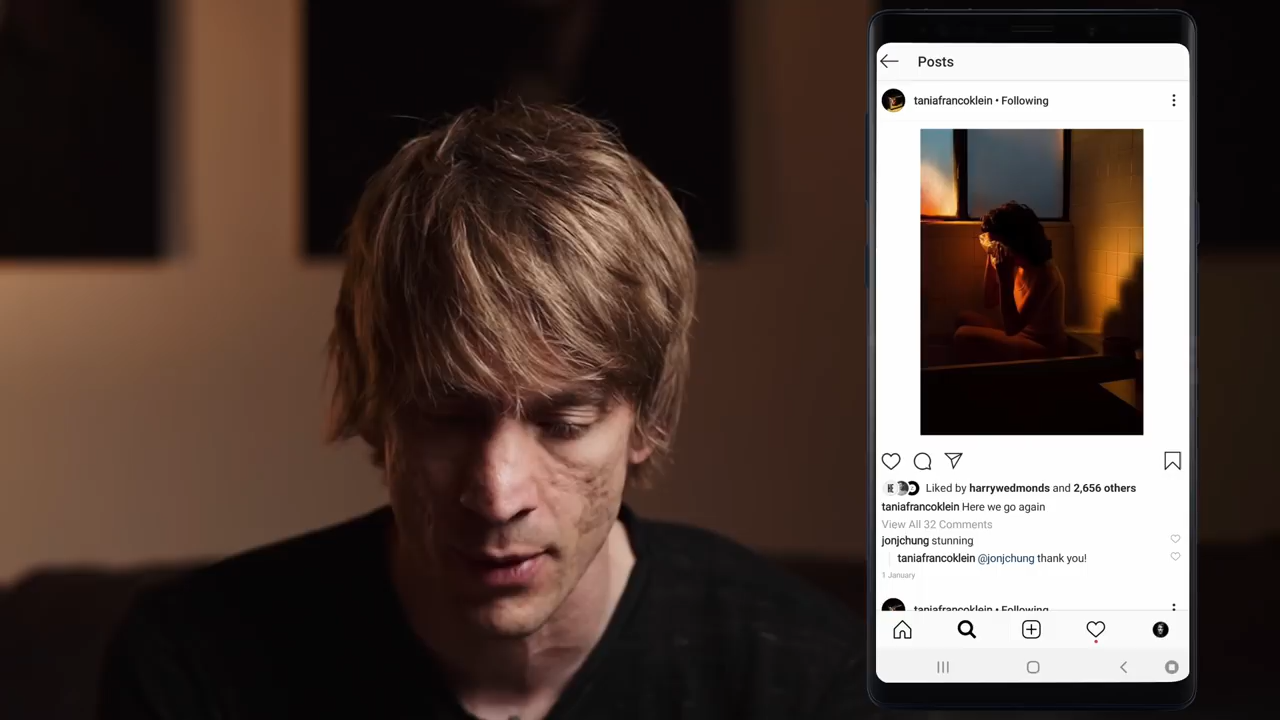 Posts
taniafrancoklein • Following
Liked by harrywedmonds and 2,656 others
taniafrancoklein Here we go again
View All 32 Comments
jonjchung stunning
taniafrancoklein @jonjchung thank you!
1 January
taniafrancoklein • Following